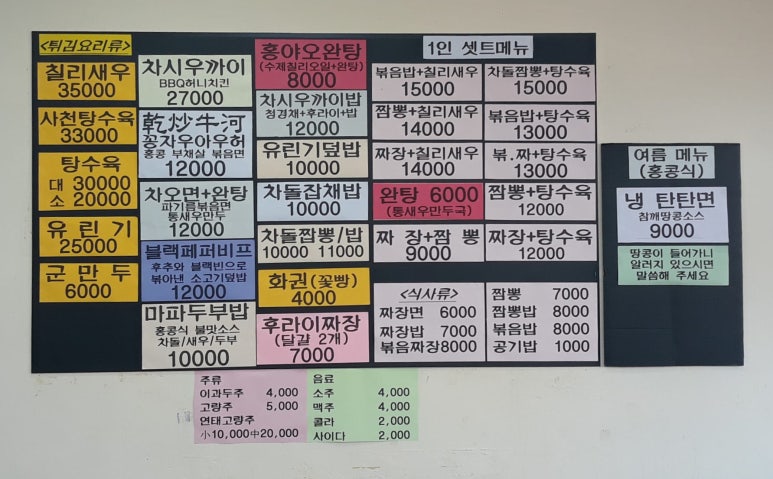 <튀김요리류>
칠리새우
35000
사천탕수육
33000
탕수육
대 30000
소 20000
유린기
25000
군만두
6000
차시우까이
BBQ허니치킨
27000
乾炒牛河
꽁자우아우허
홍콩 부채살 볶음면
12000
차오면+완탕
파기름볶음면
통새우만두
12000
블랙페퍼비프
후추와 블랙빈으로
볶아낸 소고기덮밥
12000
마파두부밥
홍콩식 불맛소스
차돌/새우/두부
10000
홍야오완탕
(수제칠리오일+완탕)
8000
차시우까이밥
청경채+후라이+밥
12000
유린기덮밥
10000
차돌잡채밥
10000
차돌짬뽕/밥
10000 11000
화권(꽃빵)
4000
후라이짜장
(달걀 2개)
7000
1인 셋트메뉴
볶음밥+칠리새우
15000
차돌짬뽕+탕수육
15000
짬뽕+칠리새우
14000
볶음밥+탕수육
13000
짜장+칠리새우
14000
볶.짜+탕수육
13000
완탕 6000
(통새우만두국)
짬뽕+탕수육
12000
짜장+짬뽕
9000
짜장+탕수육
12000
<식사류>
짜장면 6000
짜장밥 7000
볶음짜장8000
짬뽕 7000
짬뽕밥 8000
볶음밥 8000
공기밥 1000
여름 메뉴
(홍콩식)
냉 탄탄면
참깨땅콩소스
9000
땅콩이 들어가니
알러지 있으시면
말씀해 주세요
주류
이과두주 4,000
고량주 5,000
연태고량주
小10,000中20,000
음료
소주 4,000
맥주 4,000
콜라 2,000
사이다 2,000